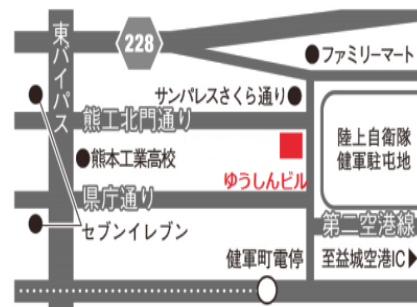 東バイパス
228
ファミリーマート
サンパレスさくら通り
熊工北門通り
陸上自衛隊
健軍駐屯地
熊本工業高校
ゆうしんビル
県庁通り
セブンイレブン
第二空港線
健軍町電停
至益城空港IC▶